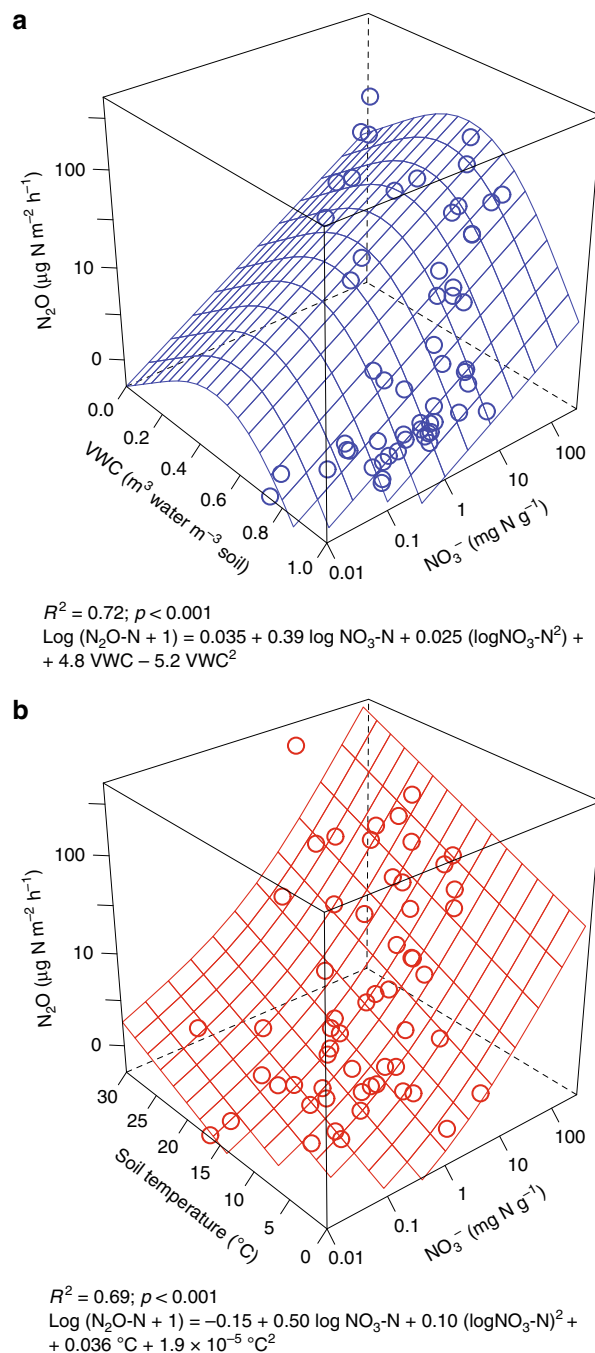 a
100
10
0
N₂O (μg N m⁻² h⁻¹)
0.0
0.2
0.4
0.6
0.8
1.0
VWC (m³ water m⁻³ soil)
0.01
0.1
1
10
100
NO₃⁻ (mg N g⁻¹)
R² = 0.72; p < 0.001
Log (N₂O-N + 1) = 0.035 + 0.39 log NO₃-N + 0.025 (logNO₃-N²) +
+ 4.8 VWC – 5.2 VWC²
b
100
10
0
N₂O (μg N m⁻² h⁻¹)
30
25
20
15
10
5
0
Soil temperature (°C)
0.01
0.1
1
10
100
NO₃⁻ (mg N g⁻¹)
R² = 0.69; p < 0.001
Log (N₂O-N + 1) = –0.15 + 0.50 log NO₃-N + 0.10 (logNO₃-N)² +
+ 0.036 °C + 1.9 × 10⁻⁵ °C²